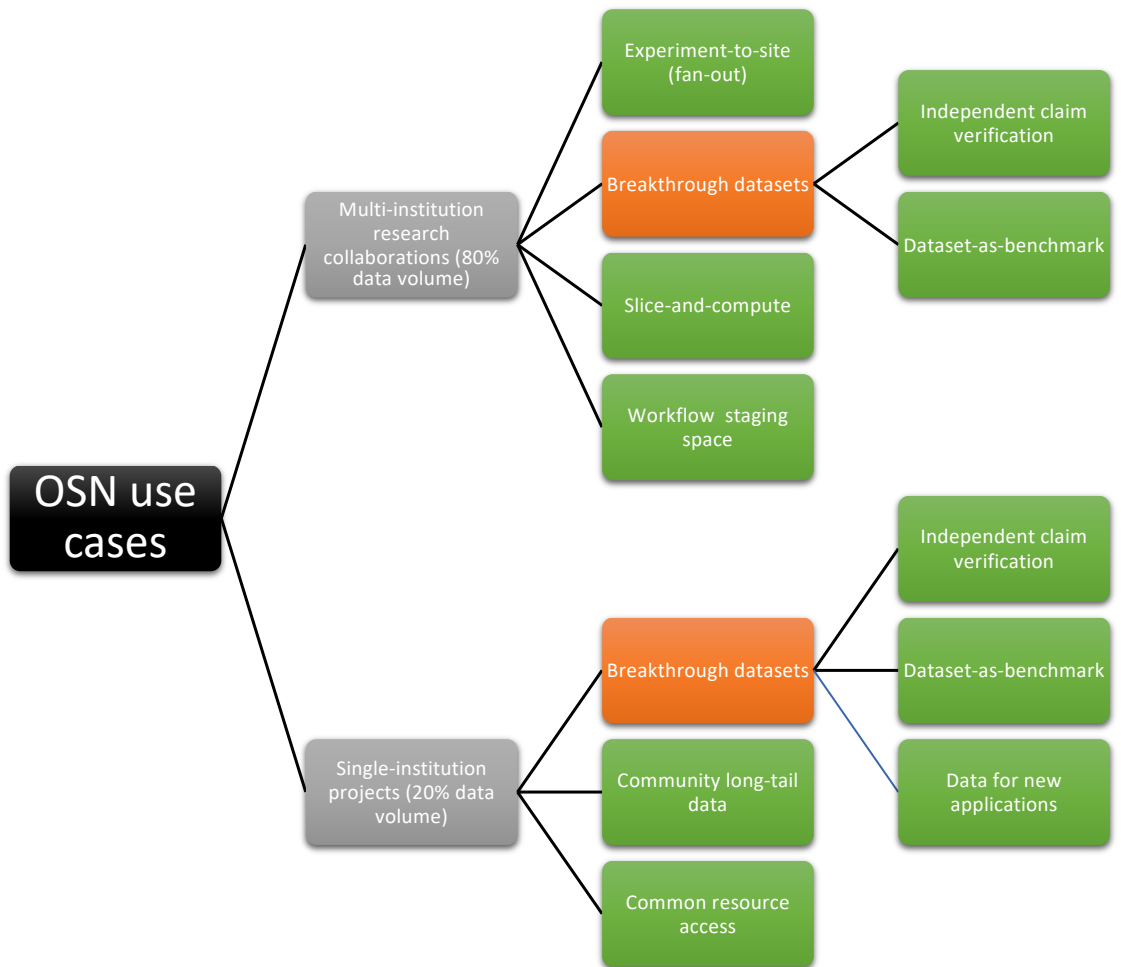 OSN use
cases
Multi-institution
research
collaborations (80%
data volume)
Experiment-to-site
(fan-out)
Breakthrough datasets
Independent claim
verification
Dataset-as-benchmark
Slice-and-compute
Workflow staging
space
Single-institution
projects (20% data
volume)
Breakthrough datasets
Independent claim
verification
Dataset-as-benchmark
Data for new
applications
Community long-tail
data
Common resource
access